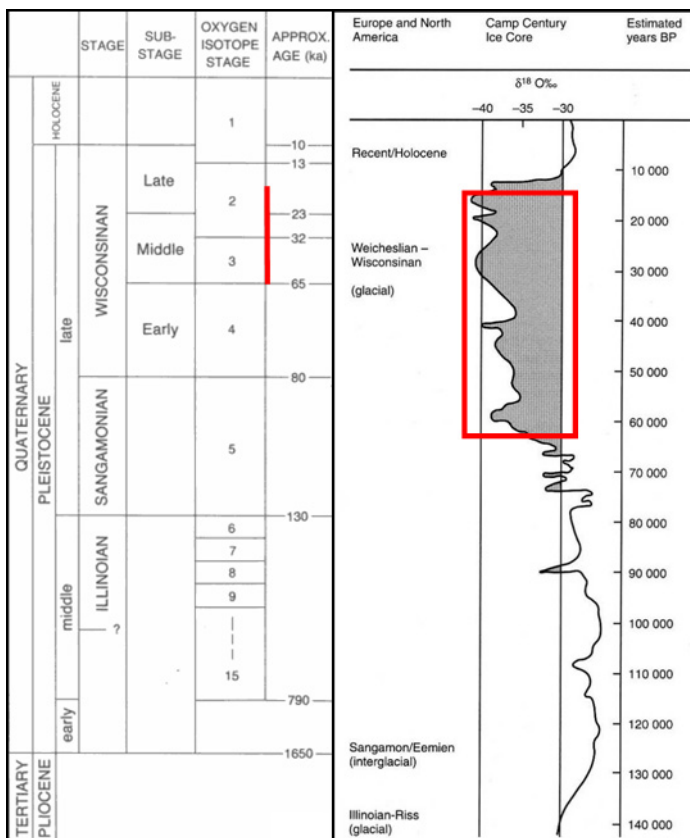 STAGE
SUB-
STAGE
OXYGEN
ISOTOPE
STAGE
APPROX.
AGE (ka)
QUATERNARY
TERTIARY
HOLOCENE
PLEISTOCENE
PLIOCENE
late
middle
early
WISCONSINAN
SANGAMONIAN
ILLINOIAN
?
Late
Middle
Early
1
2
3
4
5
6
7
8
9
15
10
13
23
32
65
80
130
790
1650
Europe and North
America
Camp Century
Ice Core
Estimated
years BP
δ¹⁸ O‰
−40
−35
−30
Recent/Holocene
Weicheslian –
Wisconsinan
(glacial)
Sangamon/Eemien
(interglacial)
Illinoian-Riss
(glacial)
10 000
20 000
30 000
40 000
50 000
60 000
70 000
80 000
90 000
100 000
110 000
120 000
130 000
140 000